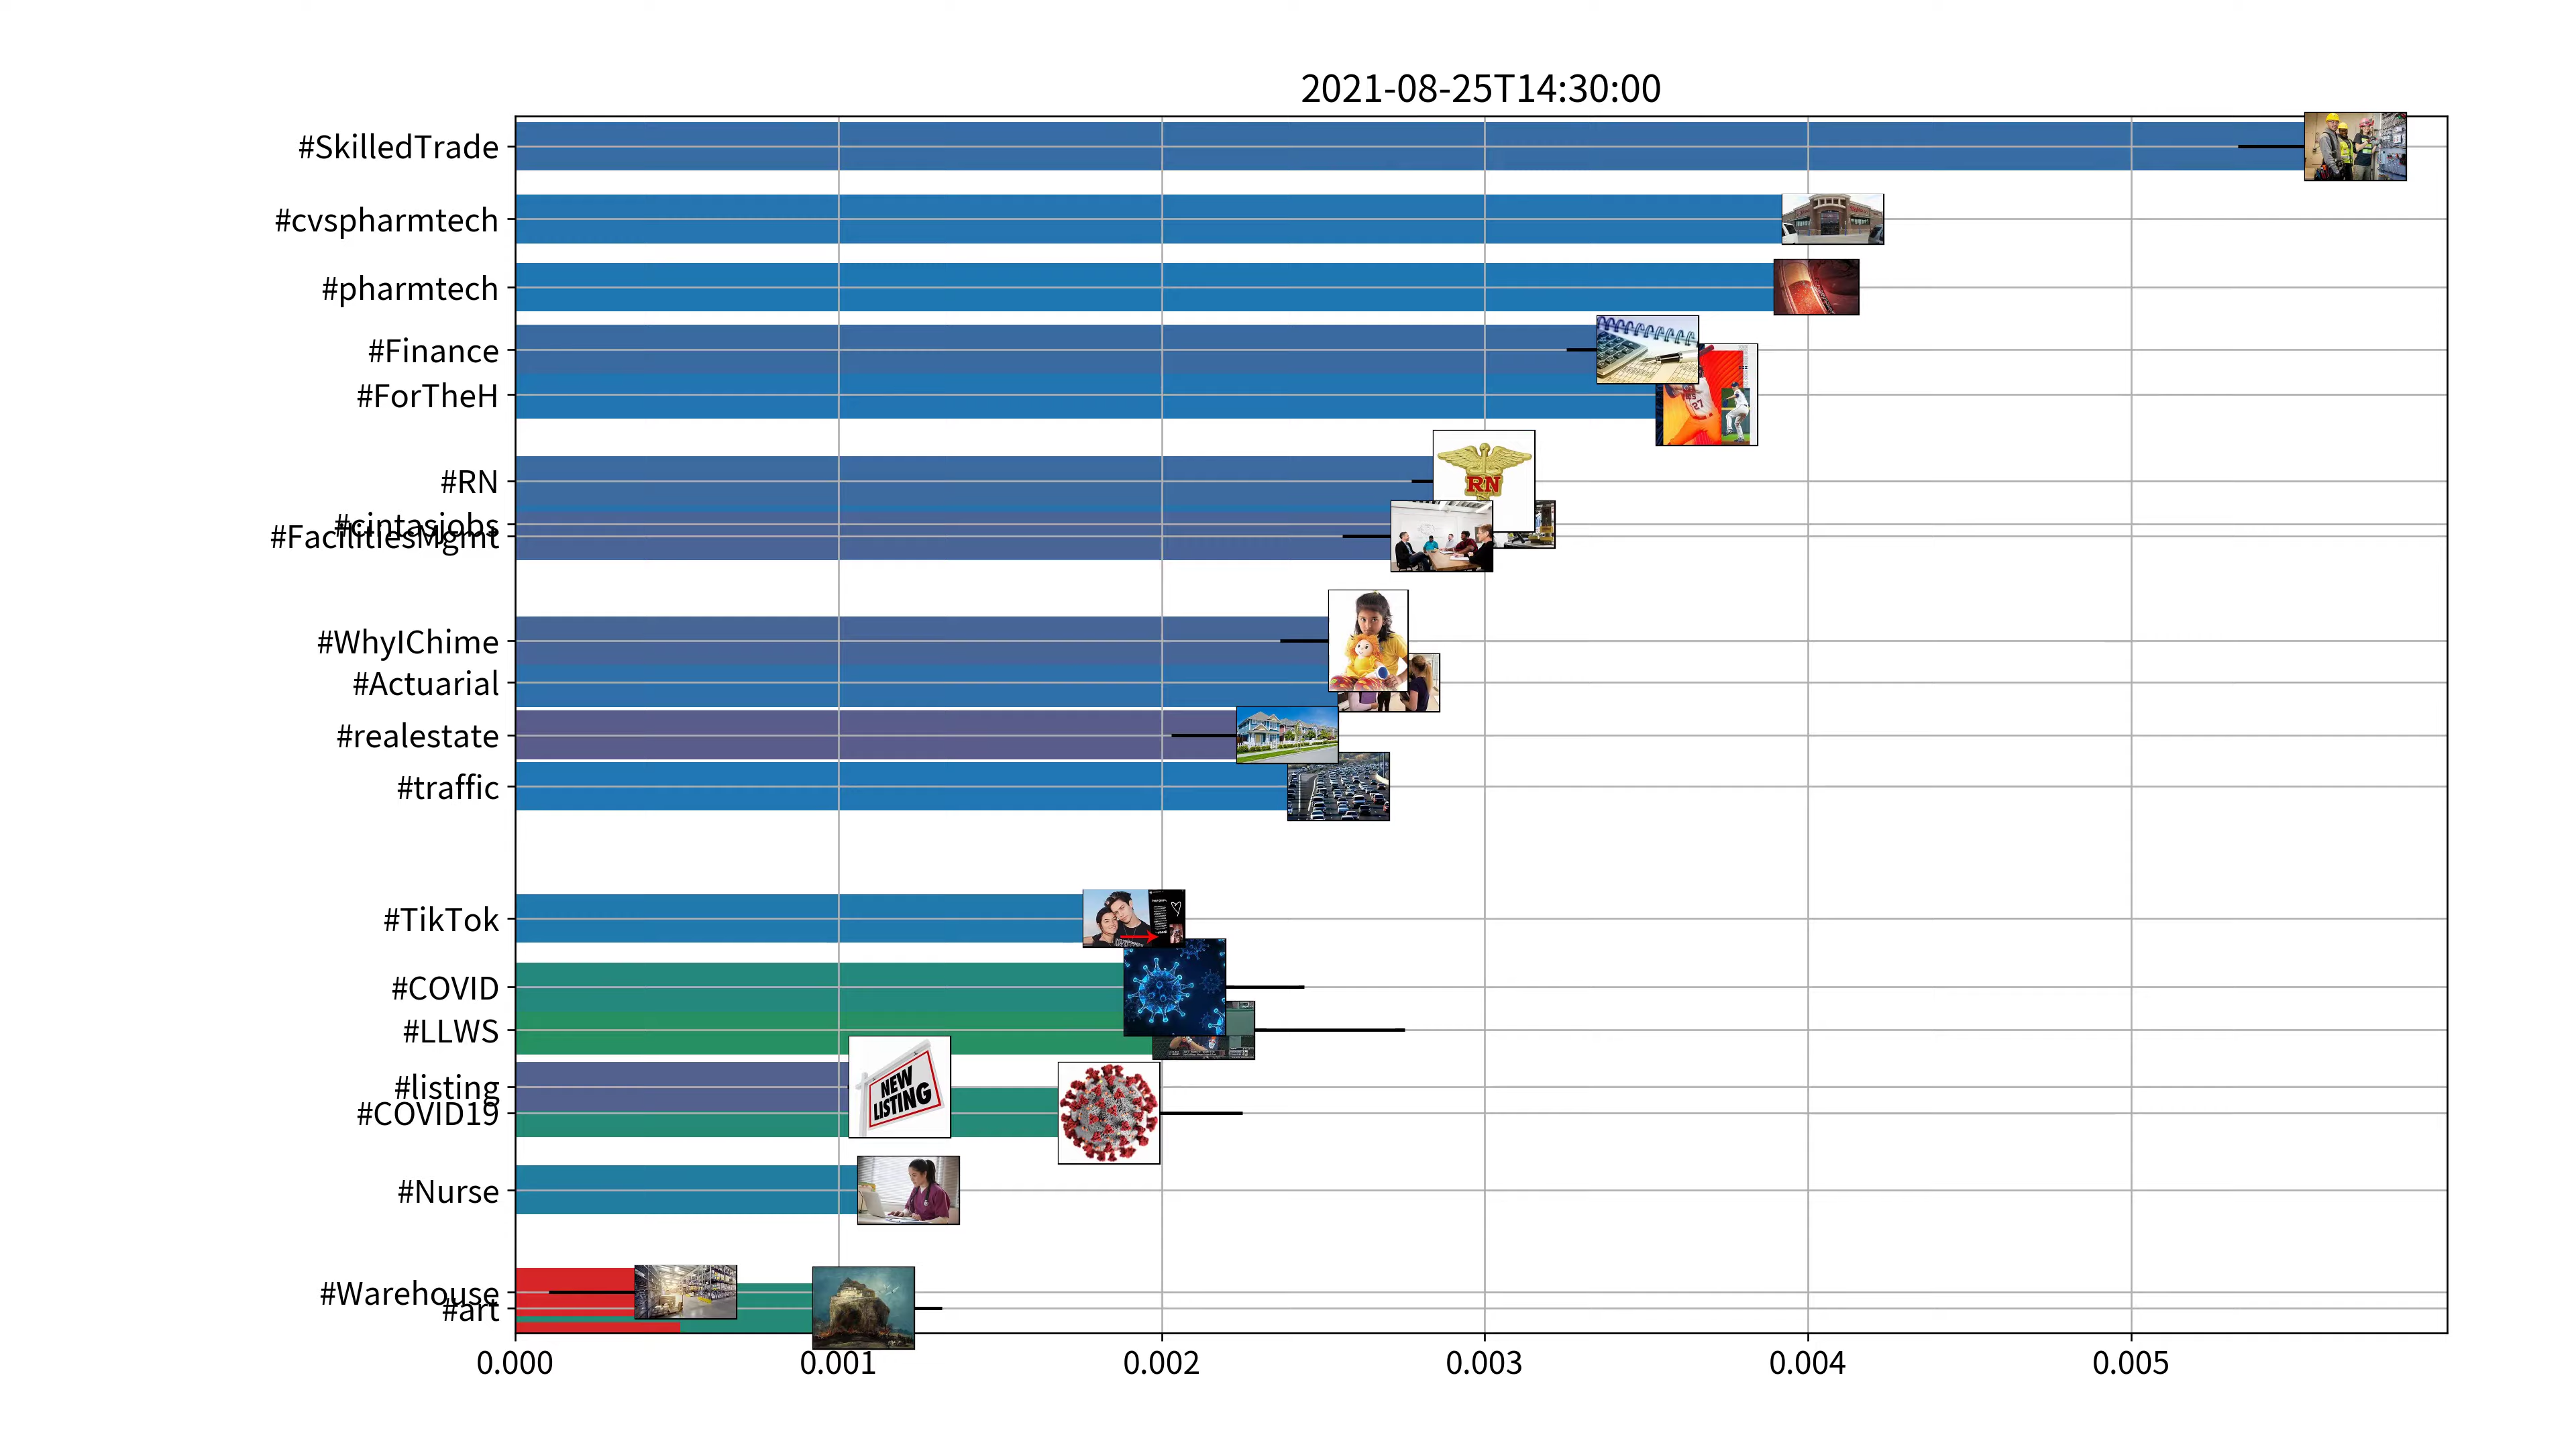 2021-08-25T14:30:00
#SkilledTrade
#cvspharmtech
#pharmtech
#Finance
#ForTheH
27
#RN
RN
#cintasjobs
#FacilitiesMgmt
#WhyIChime
#Actuarial
#realestate
#traffic
#TikTok
#COVID
#LLWS
#listing
NEW
LISTING
#COVID19
#Nurse
#Warehouse
#art
0.000 0.001 0.002 0.003 0.004 0.005